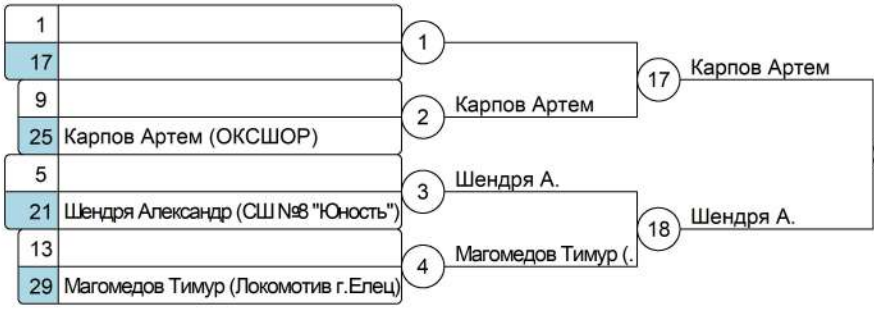 1
17
1
9
25 Карпов Артем (ОКСШОР)
2
Карпов Артем
17
Карпов Артем
5
21 Шендря Александр (СШ №8 "Юность")
3
Шендря А.
13
29 Магомедов Тимур (Локомотив г.Елец)
4
Магомедов Тимур (.
18
Шендря А.